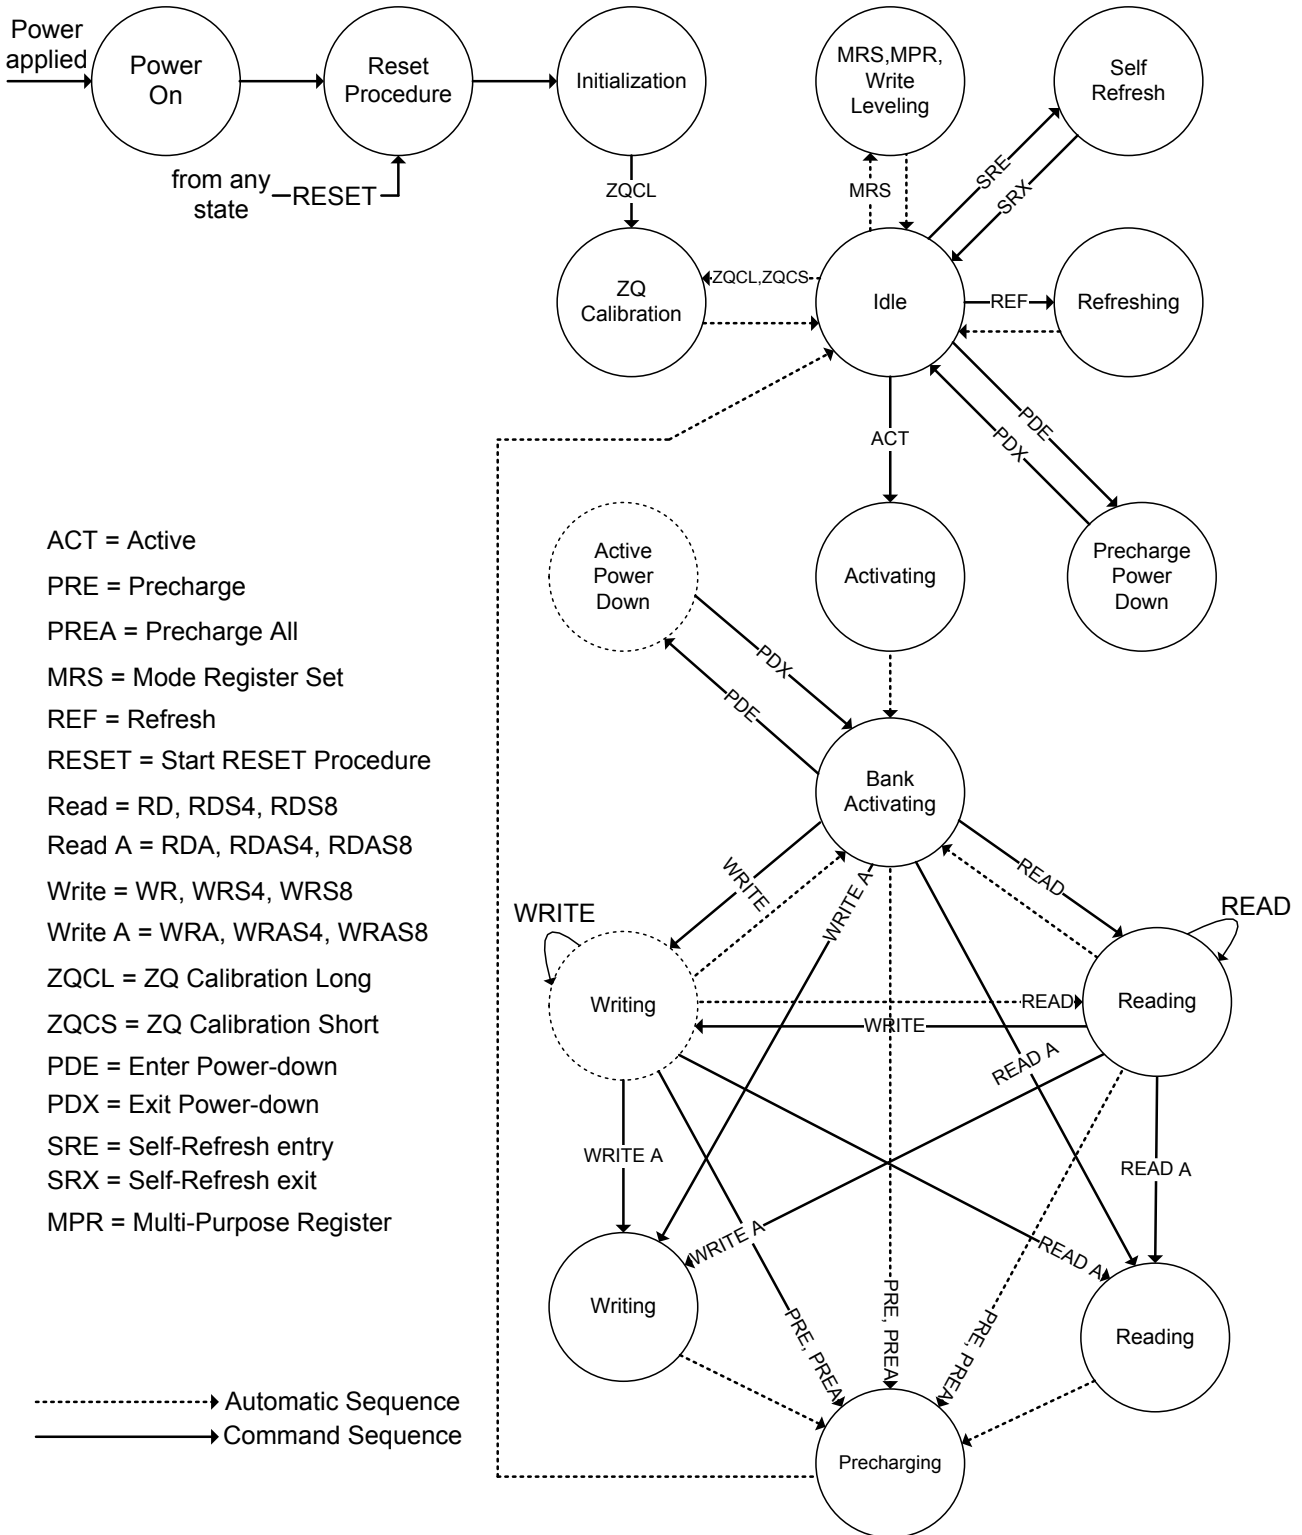 Power
applied
Power
On
Reset
Procedure
Initialization
MRS,MPR,
Write
Leveling
Self
Refresh
from any
state
RESET
ZQCL
MRS
SRE
SRX
ZQ
Calibration
ZQCL,ZQCS
Idle
REF
Refreshing
ACT
PDE
PDX
Active
Power
Down
Activating
Precharge
Power
Down
PDX
PDE
Bank
Activating
ACT = Active
PRE = Precharge
PREA = Precharge All
MRS = Mode Register Set
REF = Refresh
RESET = Start RESET Procedure
Read = RD, RDS4, RDS8
Read A = RDA, RDAS4, RDAS8
Write = WR, WRS4, WRS8
Write A = WRA, WRAS4, WRAS8
ZQCL = ZQ Calibration Long
ZQCS = ZQ Calibration Short
PDE = Enter Power-down
PDX = Exit Power-down
SRE = Self-Refresh entry
SRX = Self-Refresh exit
MPR = Multi-Purpose Register
WRITE
WRITE
WRITE A
READ
READ
Writing
READ
WRITE
Reading
READ A
WRITE A
READ A
WRITE A
READ A
Writing
PRE, PREA
PRE, PREA
PRE, PREA
Reading
Precharging
Automatic Sequence
Command Sequence